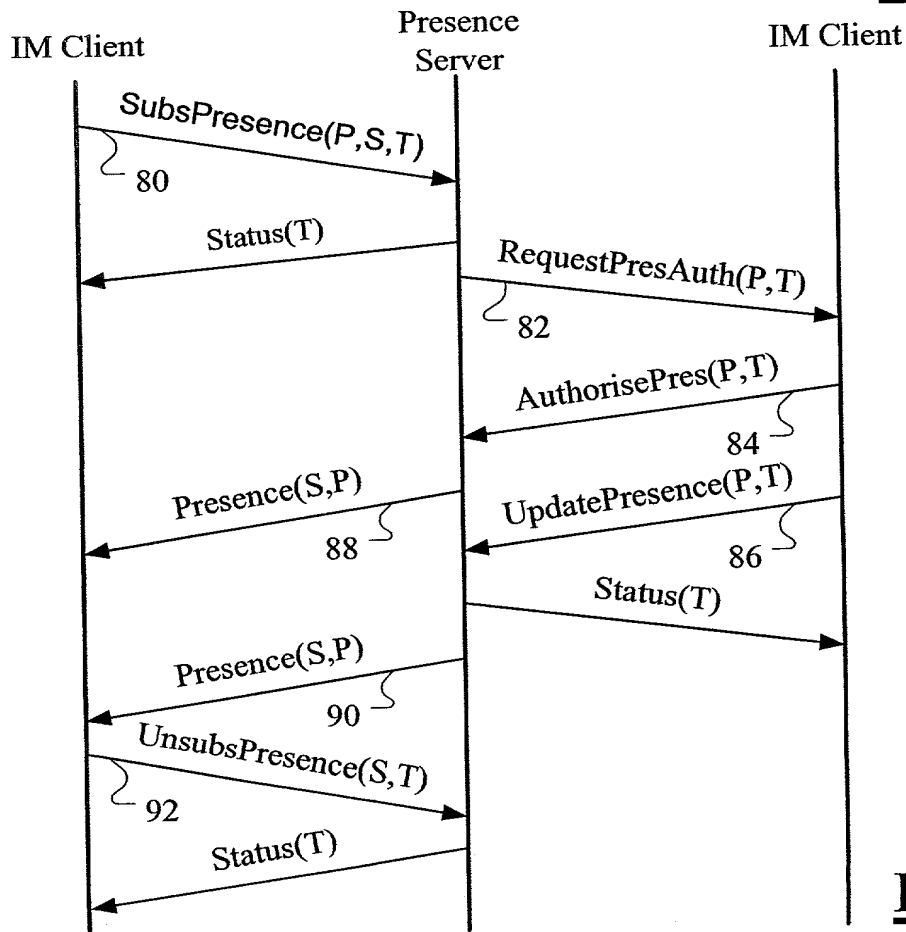 IM Client
Presence
Server
IM Client
SubsPresence(P,S,T)
80
Status(T)
RequestPresAuth(P,T)
82
AuthorisePres(P,T)
84
Presence(S,P)
88
UpdatePresence(P,T)
86
Status(T)
Presence(S,P)
90
UnsubsPresence(S,T)
92
Status(T)